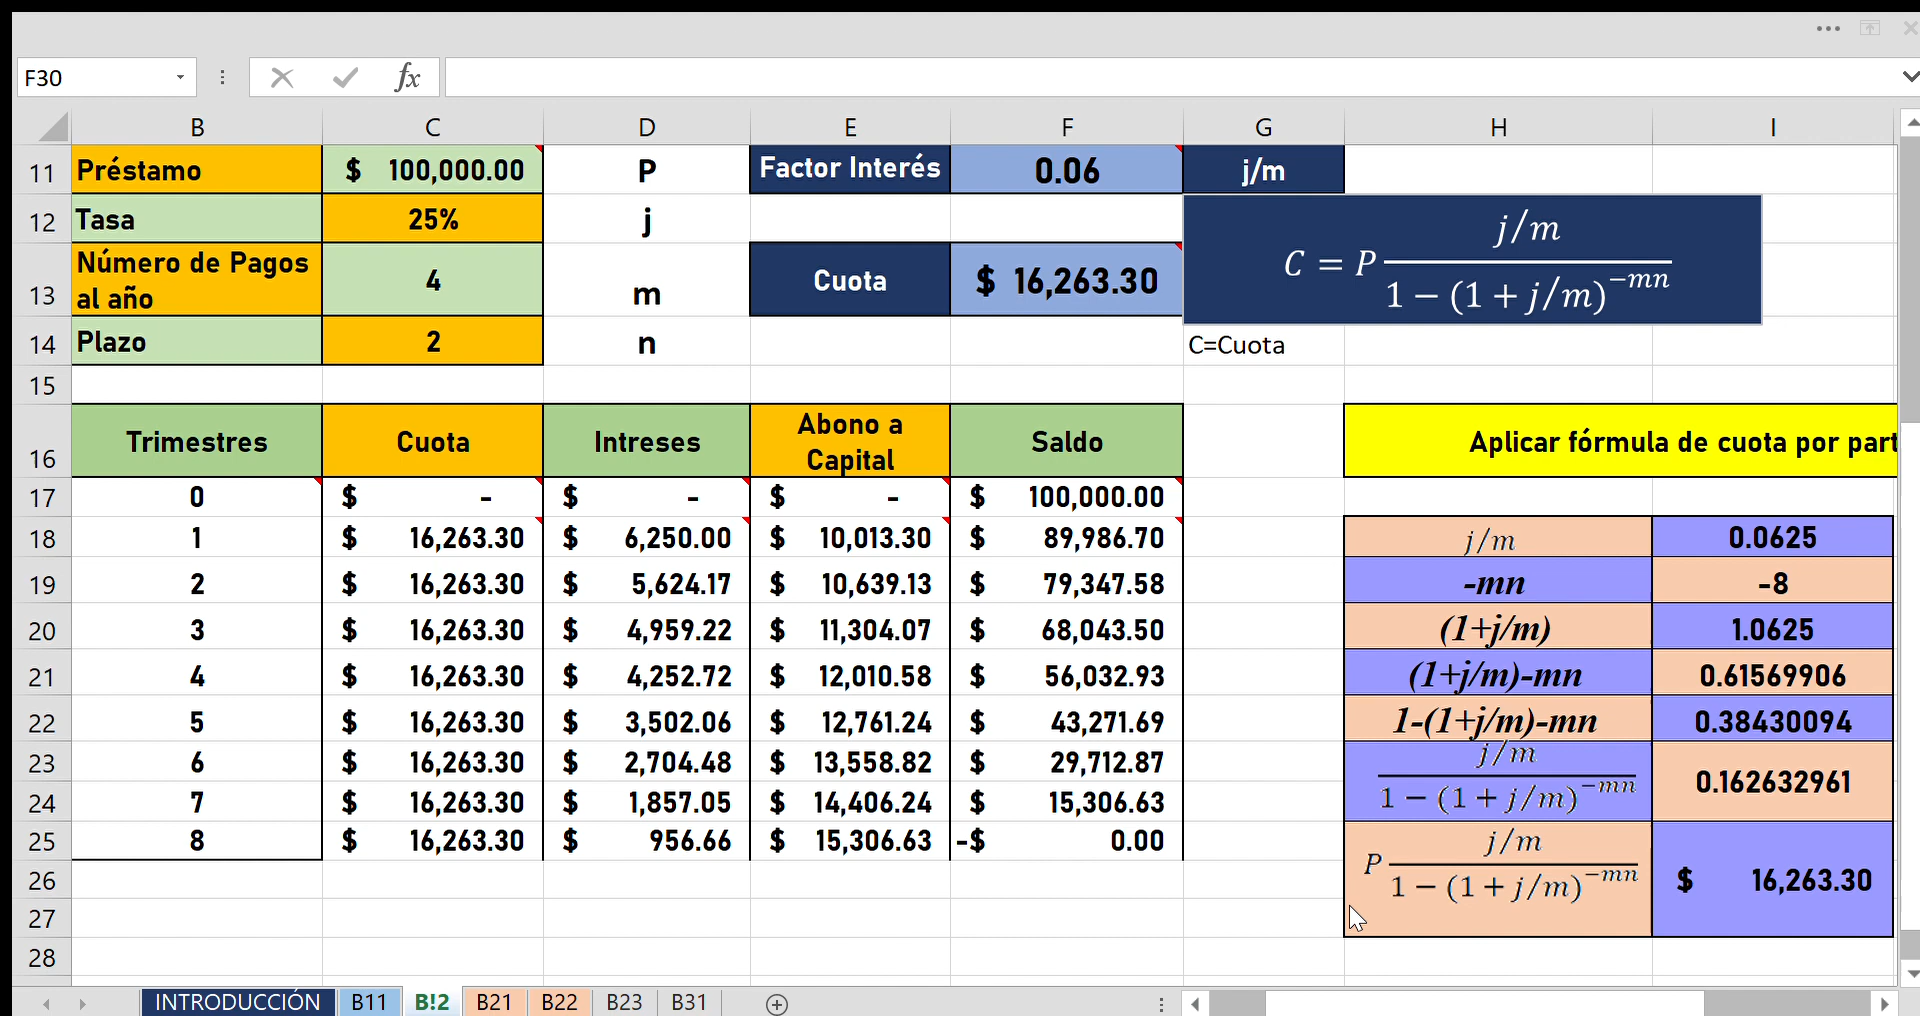 F30 fx
B C D E F G H I
11 Préstamo $ 100,000.00 P Factor Interés 0.06 j/m
12 Tasa 25% j
C = P j/m / 1 − (1 + j/m)^−mn
13 Número de Pagos al año 4 m Cuota $ 16,263.30
14 Plazo 2 n C=Cuota
15
16 Trimestres Cuota Intreses Abono a Capital Saldo Aplicar fórmula de cuota por part
17 0 $ - $ - $ - $ 100,000.00
18 1 $ 16,263.30 $ 6,250.00 $ 10,013.30 $ 89,986.70 j/m 0.0625
19 2 $ 16,263.30 $ 5,624.17 $ 10,639.13 $ 79,347.58 -mn -8
20 3 $ 16,263.30 $ 4,959.22 $ 11,304.07 $ 68,043.50 (1+j/m) 1.0625
21 4 $ 16,263.30 $ 4,252.72 $ 12,010.58 $ 56,032.93 (1+j/m)-mn 0.61569906
22 5 $ 16,263.30 $ 3,502.06 $ 12,761.24 $ 43,271.69 1-(1+j/m)-mn 0.38430094
23 6 $ 16,263.30 $ 2,704.48 $ 13,558.82 $ 29,712.87 j/m / 1 − (1 + j/m)^−mn 0.162632961
24 7 $ 16,263.30 $ 1,857.05 $ 14,406.24 $ 15,306.63
25 8 $ 16,263.30 $ 956.66 $ 15,306.63 -$ 0.00 P j/m / 1 − (1 + j/m)^−mn $ 16,263.30
26
27
28
INTRODUCCIÓN B11 B!2 B21 B22 B23 B31